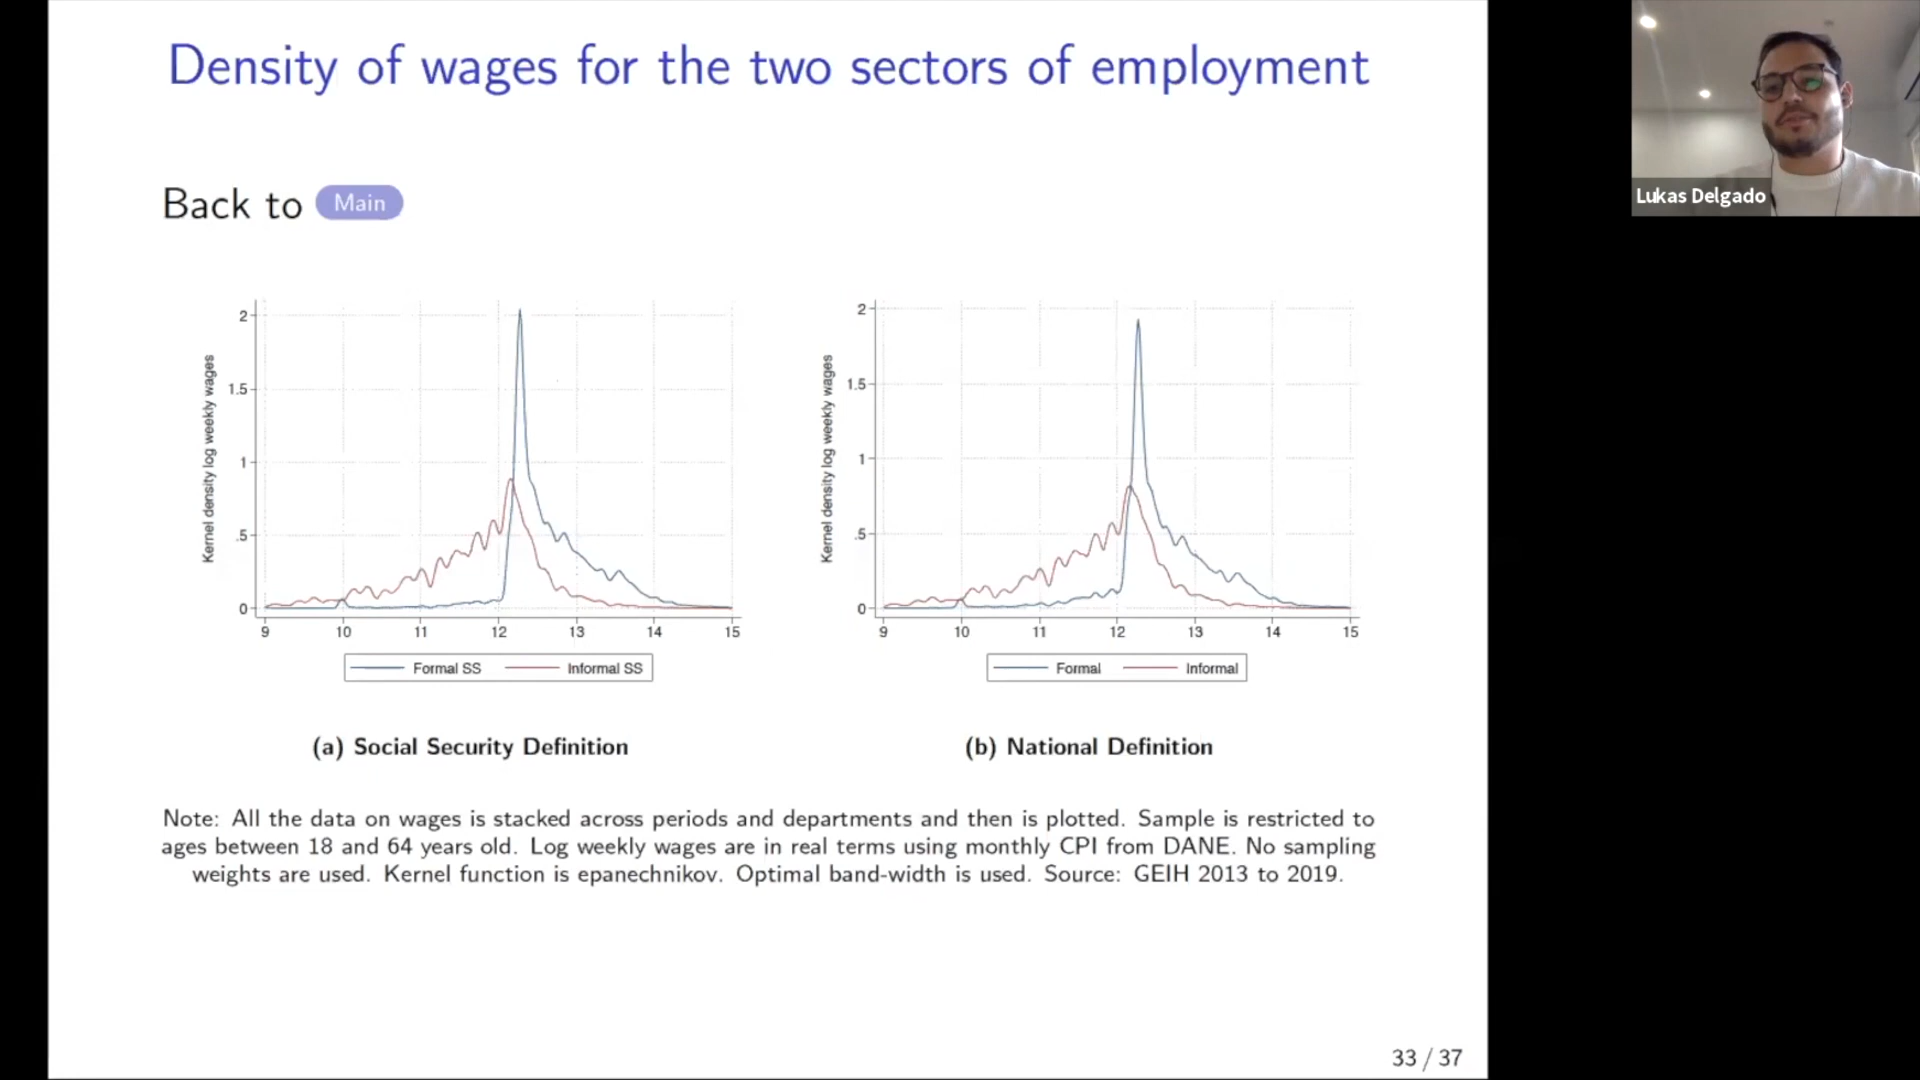 Density of wages for the two sectors of employment
Lukas Delgado
Back to Main
Kernel density log weekly wages
2
1.5
1
.5
0
9 10 11 12 13 14 15
Formal SS Informal SS
(a) Social Security Definition
Kernel density log weekly wages
2
1.5
1
.5
0
9 10 11 12 13 14 15
Formal Informal
(b) National Definition
Note: All the data on wages is stacked across periods and departments and then is plotted. Sample is restricted to
ages between 18 and 64 years old. Log weekly wages are in real terms using monthly CPI from DANE. No sampling
weights are used. Kernel function is epanechnikov. Optimal band-width is used. Source: GEIH 2013 to 2019.
33 / 37